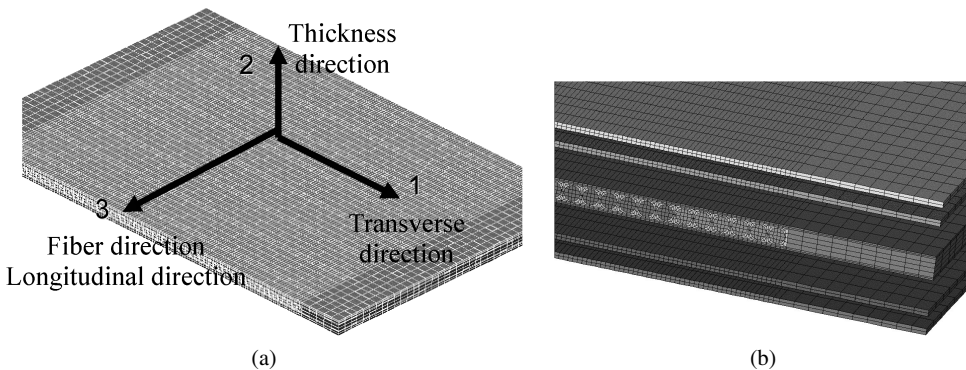 Thickness
direction
2
1
3
Transverse
direction
Fiber direction
Longitudinal direction
(a)
(b)